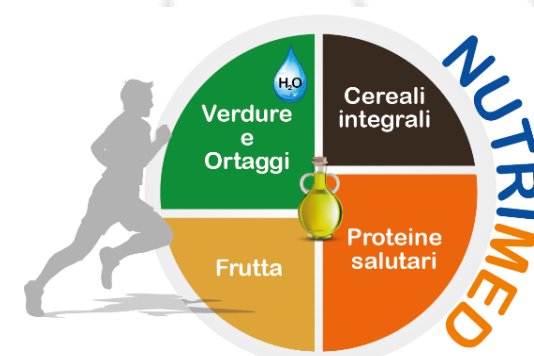 H₂O
Verdure
e
Ortaggi
Cereali
integrali
Frutta
Proteine
salutari
NUTRIMED